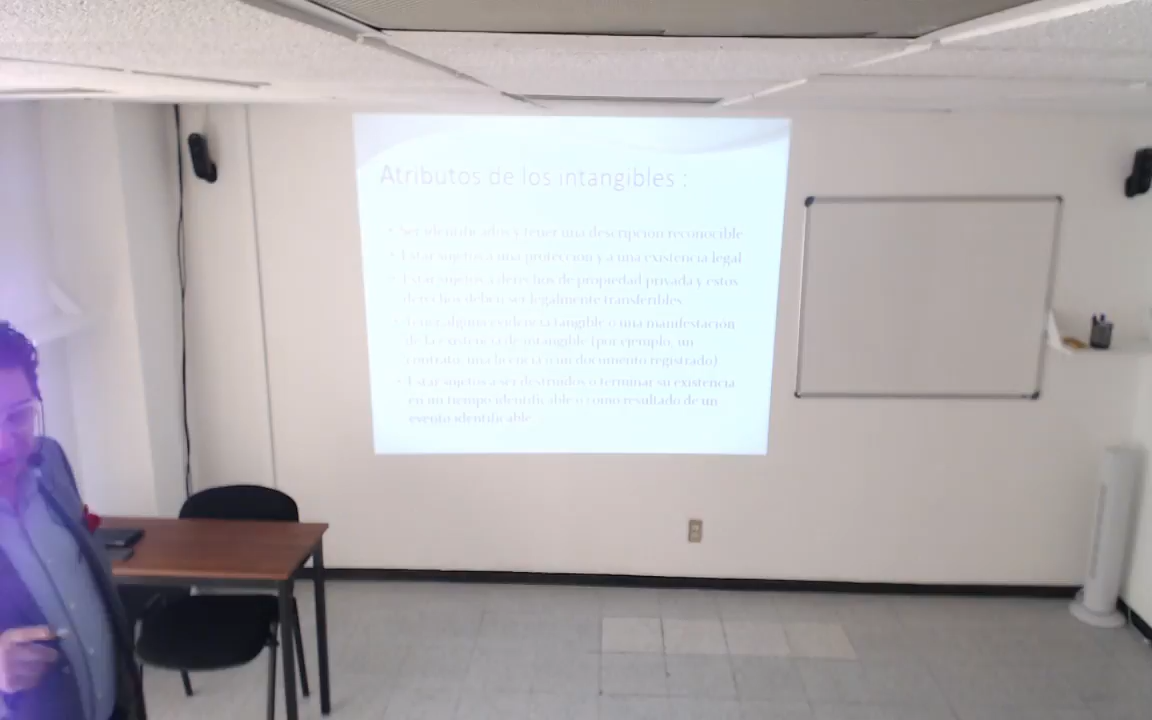 Atributos de los intangibles :
• Ser identificados y tener una descripción reconocible
• Estar sujetos a una protección y a una existencia legal
• Estar sujetos a derechos de propiedad privada y estos
derechos deben ser legalmente transferibles
• Tener alguna evidencia tangible o una manifestación
de la existencia de intangible (por ejemplo, un
contrato, una licencia o un documento registrado)
• Estar sujetos a ser destruidos o terminar su existencia
en un tiempo identificable o como resultado de un
evento identificable